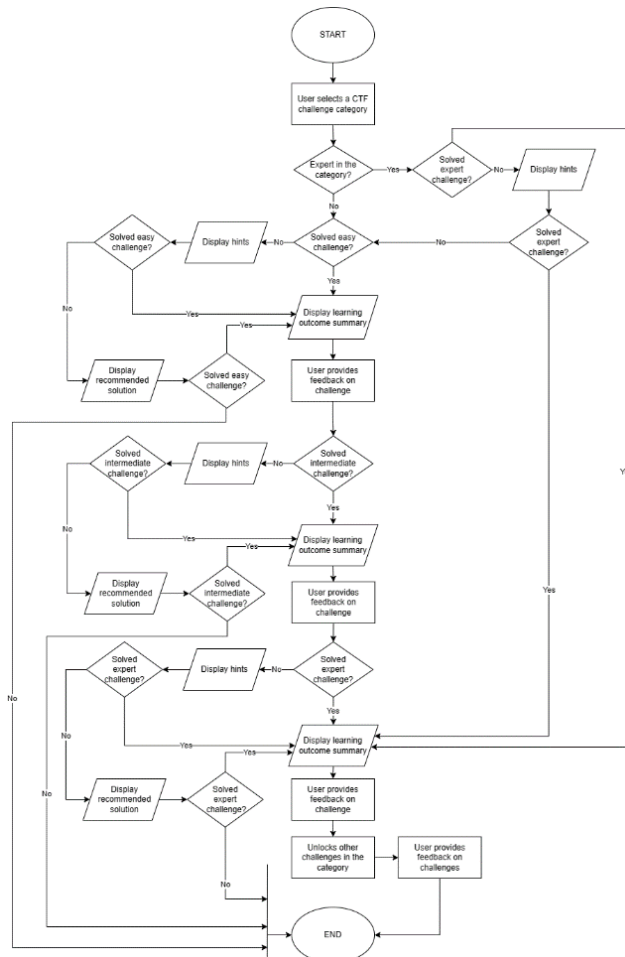 START
User selects a CTF
challenge category
Expert in the
category?
Yes
Solved
expert
challenge?
No
Display hints
No
Solved easy
challenge?
Display hints
No
Solved easy
challenge?
No
Solved
expert
challenge?
Yes
No
Yes
Display learning
outcome summary
Yes
Display
recommended
solution
Solved easy
challenge?
User provides
feedback on
challenge
Solved
intermediate
challenge?
Display hints
No
Solved
intermediate
challenge?
Yes
No
Yes
Display learning
outcome summary
Yes
Display
recommended
solution
Solved
intermediate
challenge?
User provides
feedback on
challenge
Yes
Solved
expert
challenge?
Display hints
No
Solved
expert
challenge?
No
Yes
No
Yes
Display learning
outcome summary
Yes
Display
recommended
solution
Solved
expert
challenge?
User provides
feedback on
challenge
No
Unlocks other
challenges in the
category
User provides
feedback on
challenges
No
END